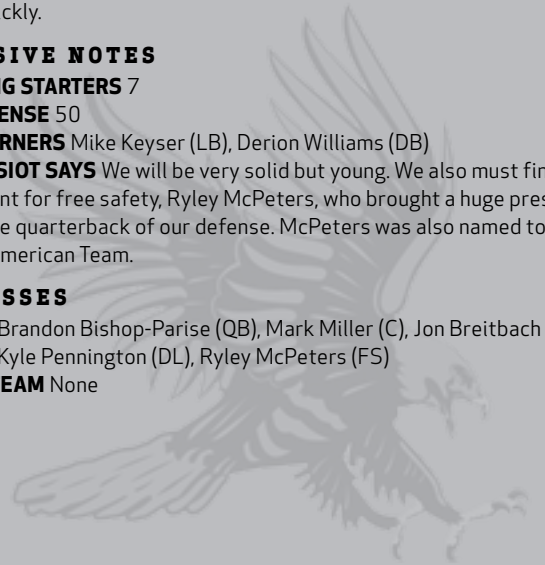 ckly.
SIVE NOTES
G STARTERS 7
ENSE 50
RNERS Mike Keyser (LB), Derion Williams (DB)
SIOT SAYS We will be very solid but young. We also must fin
nt for free safety, Ryley McPeters, who brought a huge pres
e quarterback of our defense. McPeters was also named to
merican Team.
SSES
Brandon Bishop-Parise (QB), Mark Miller (C), Jon Breitbach
Kyle Pennington (DL), Ryley McPeters (FS)
EAM None